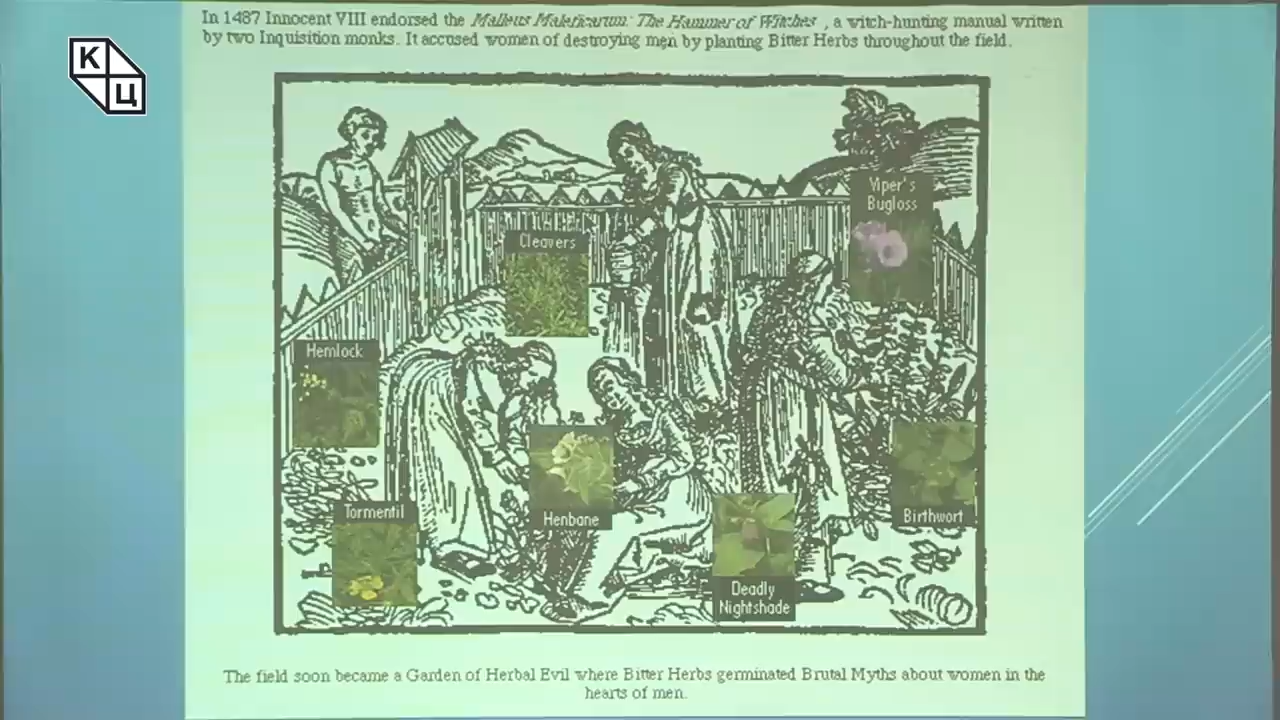 In 1487 Innocent VIII endorsed the Malleus Maleficarum: The Hammer of Witches , a witch-hunting manual written
by two Inquisition monks. It accused women of destroying men by planting Bitter Herbs throughout the field.
К
Ц
Viper's
Bugloss
Cleavers
Hemlock
Tormentil
Henbane
Birthwort
Deadly
Nightshade
The field soon became a Garden of Herbal Evil where Bitter Herbs germinated Brutal Myths about women in the
hearts of men.